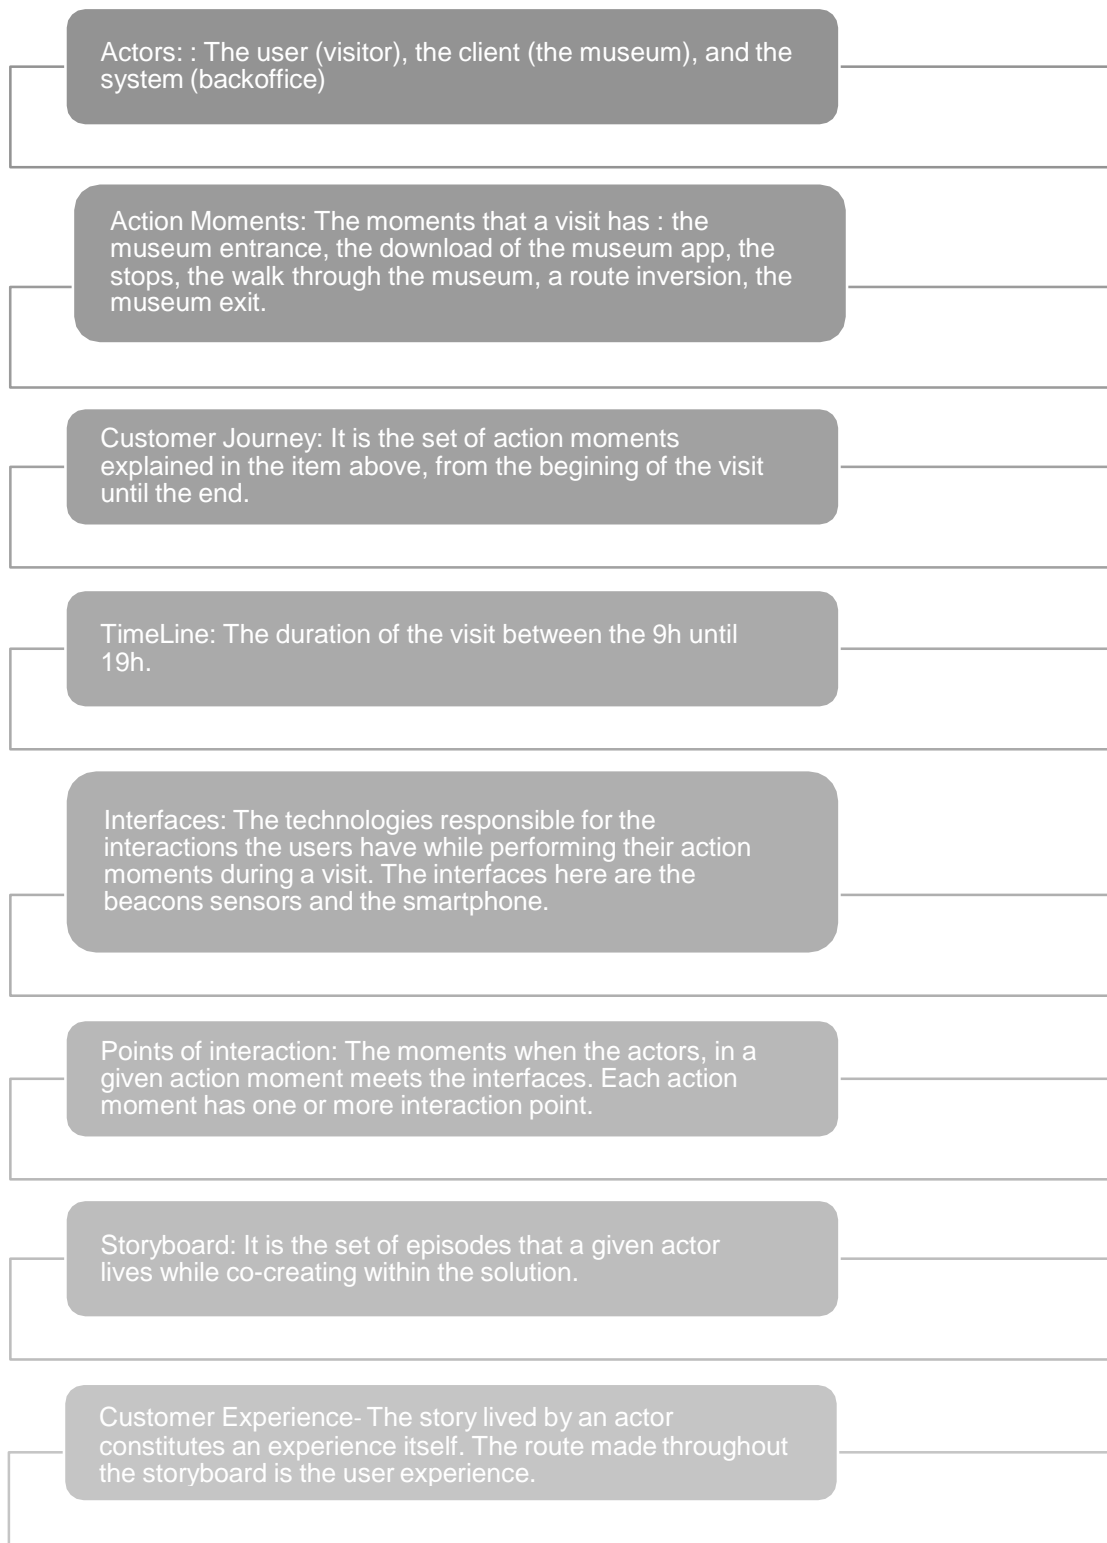 Actors: : The user (visitor), the client (the museum), and the
system (backoffice)
Action Moments: The moments that a visit has : the
museum entrance, the download of the museum app, the
stops, the walk through the museum, a route inversion, the
museum exit.
Customer Journey: It is the set of action moments
explained in the item above, from the begining of the visit
until the end.
TimeLine: The duration of the visit between the 9h until
19h.
Interfaces: The technologies responsible for the
interactions the users have while performing their action
moments during a visit. The interfaces here are the
beacons sensors and the smartphone.
Points of interaction: The moments when the actors, in a
given action moment meets the interfaces. Each action
moment has one or more interaction point.
Storyboard: It is the set of episodes that a given actor
lives while co-creating within the solution.
Customer Experience- The story lived by an actor
constitutes an experience itself. The route made throughout
the storyboard is the user experience.